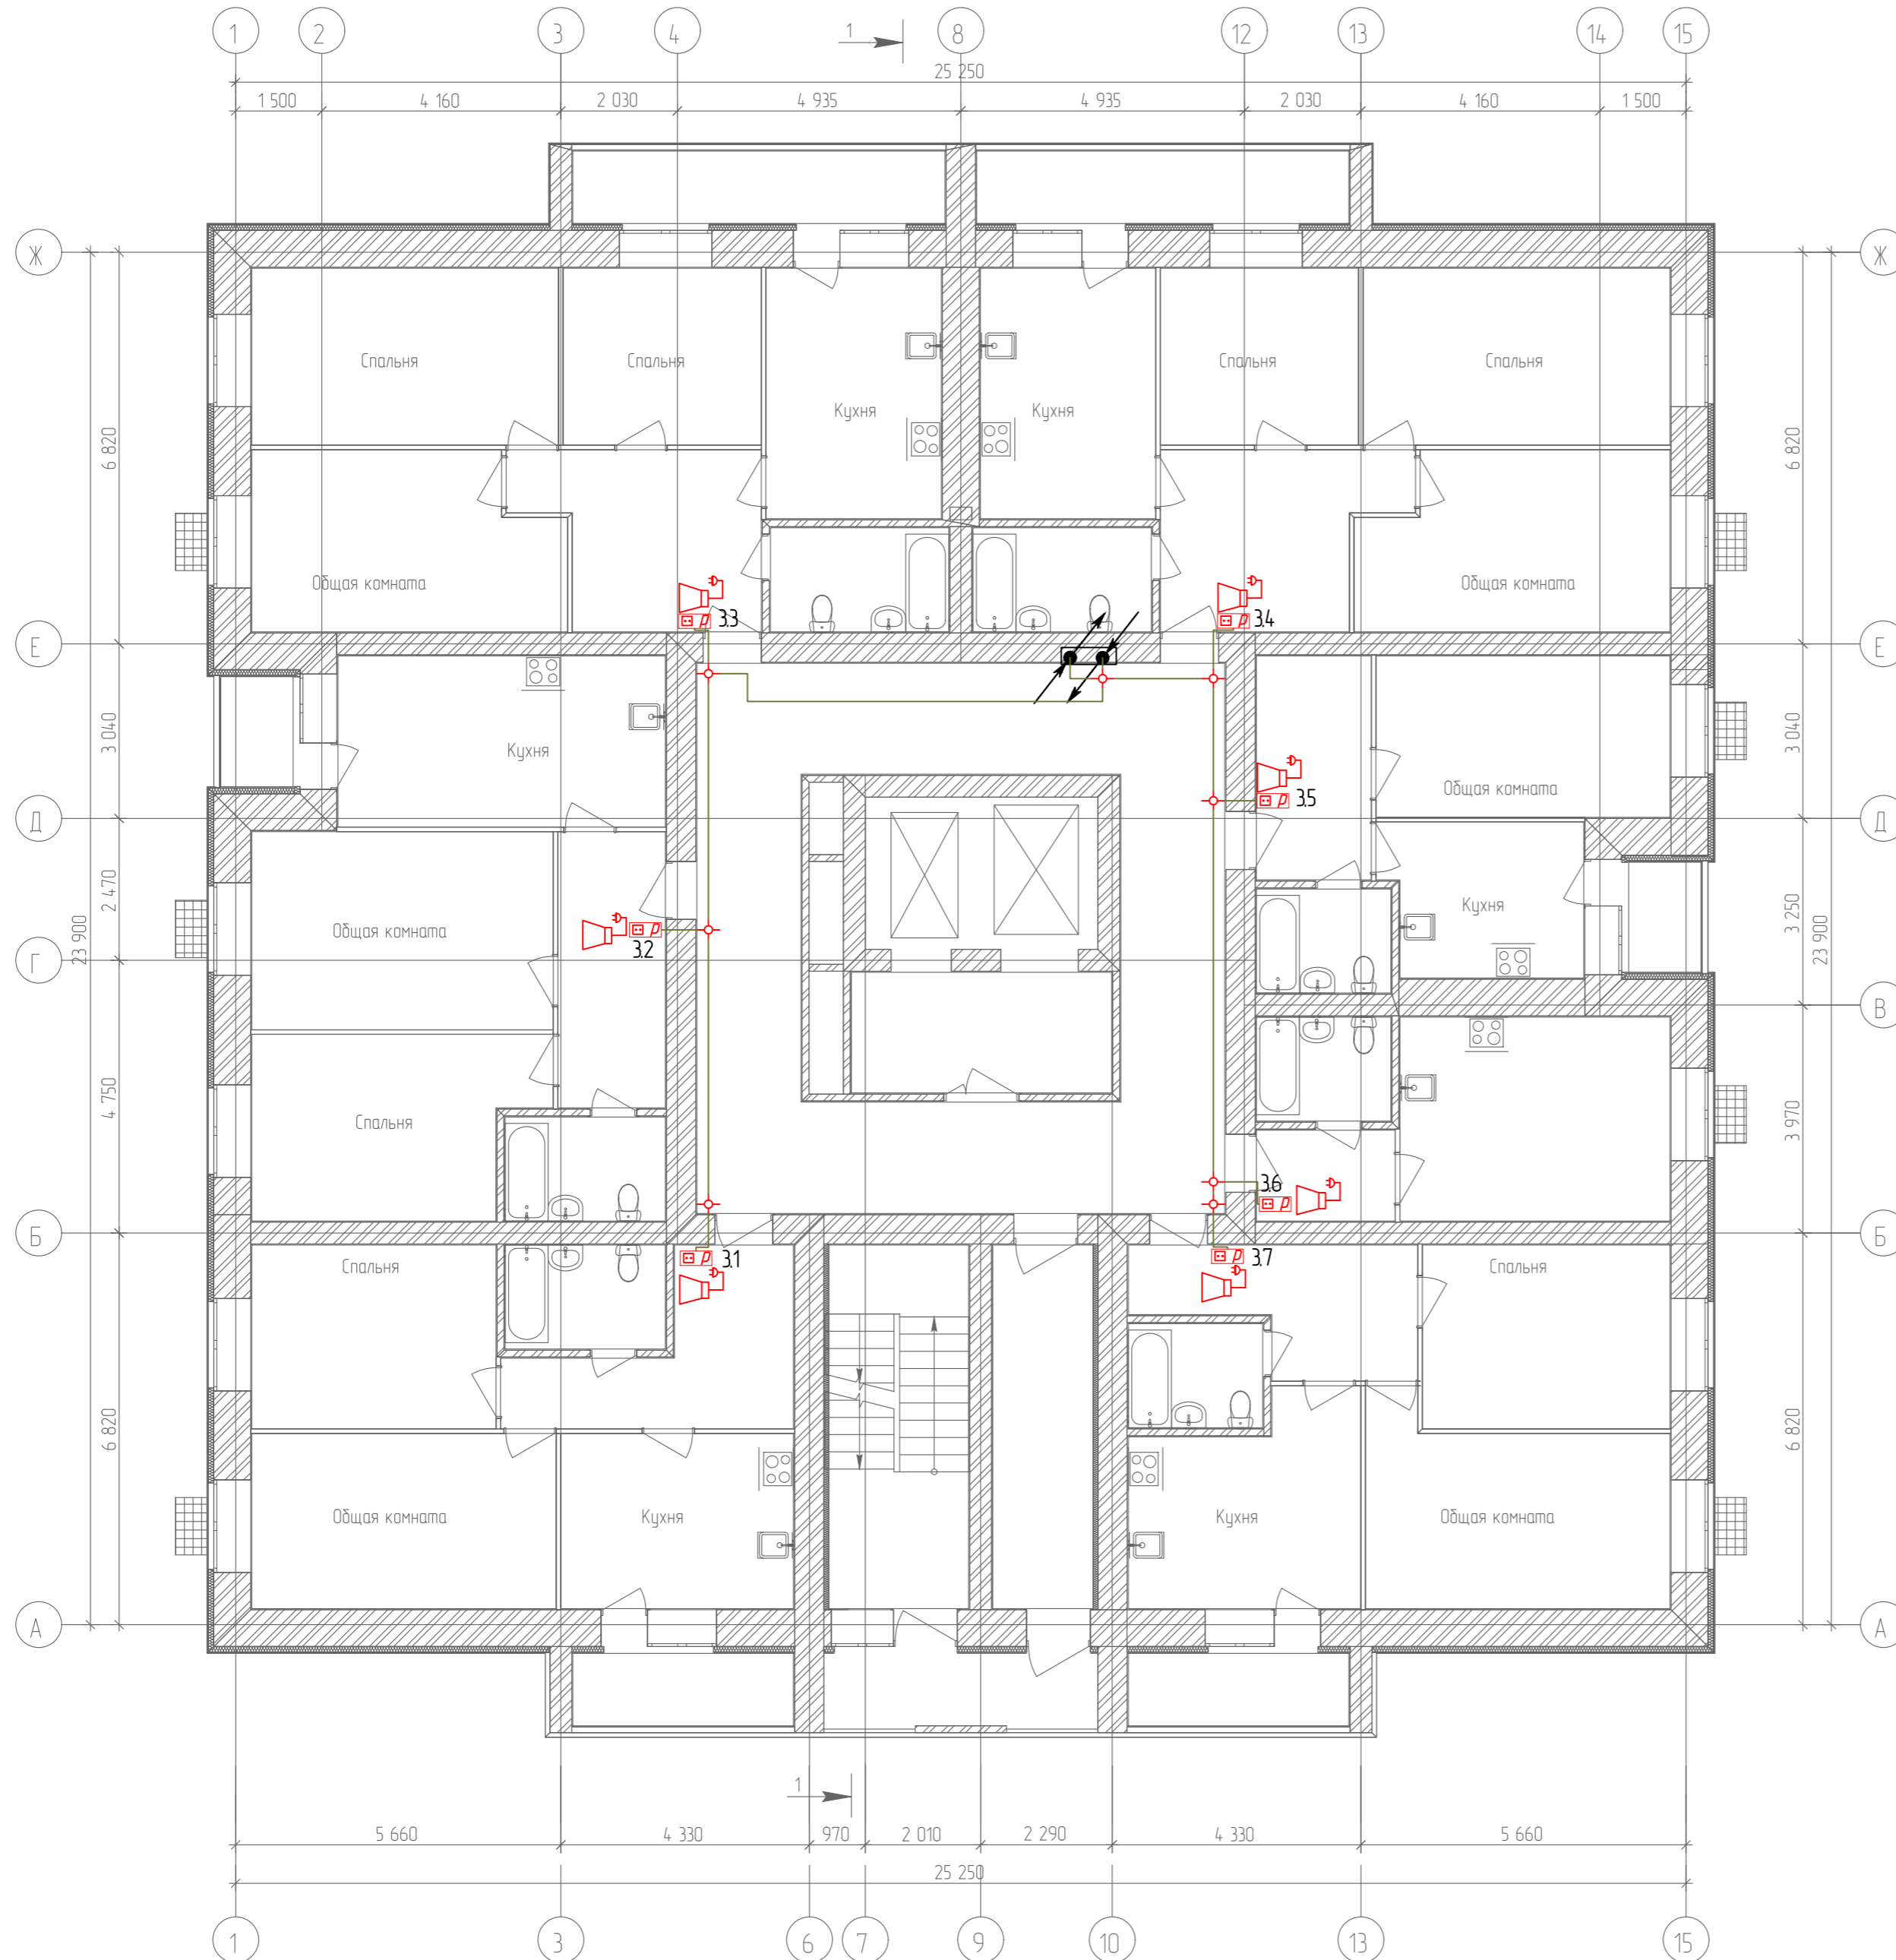 1 2 3 4 1 8 12 13 14 15
25 250
1 500 4 160 2 030 4 935 4 935 2 030 4 160 1 500
Ж Ж
Спальня Спальня Спальня Спальня
Кухня Кухня
6 820 6 820
Общая комната Общая комната
3.3 3.4
Е Е
3 040 Кухня 3 040
Общая комната
3.5
Д Д
2 470 Кухня 3 250
Общая комната
3.2
23 900 23 900
Г
В
4 750 Спальня 3 970
3.6
Б Б
3.1 3.7
Спальня Спальня
6 820 6 820
Общая комната Кухня Кухня Общая комната
А А
1
5 660 4 330 970 2 010 2 290 4 330 5 660
25 250
1 3 6 7 9 10 13 15